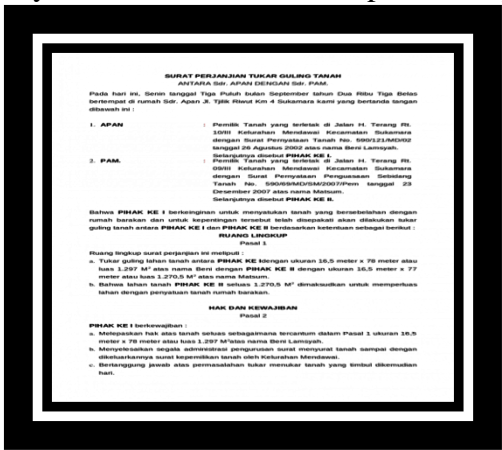 SURAT PERJANJIAN TUKAR GULING TANAH
ANTARA Sdr. APAN DENGAN Sdr. PAM.
Pada hari ini, Senin tanggal Tiga Puluh bulan September tahun Dua Ribu Tiga Belas
bertempat di rumah Sdr. Apan Jl. Tjilik Riwut Km 4 Sukamara kami yang bertanda tangan
dibawah ini :
1. APAN : Pemilik Tanah yang terletak di Jalan H. Terang Rt.
10/III Kelurahan Mendawai Kecamatan Sukamara
dengan Surat Pernyataan Tanah No. 590/121/MD/02
tanggal 26 Agustus 2002 atas nama Beni Lamsyah.
Selanjutnya disebut PIHAK KE I.
2. PAM. : Pemilik Tanah yang terletak di Jalan H. Terang Rt.
09/III Kelurahan Mendawai Kecamatan Sukamara
dengan Surat Pernyataan Penguasaan Sebidang
Tanah No. 590/69/MD/SM/2007/Pem tanggal 23
Desember 2007 atas nama Matsum.
Selanjutnya disebut PIHAK KE II.
Bahwa PIHAK KE I berkeinginan untuk menyatukan tanah yang bersebelahan dengan
rumah barakan dan untuk kepentingan tersebut telah disepakati akan dilakukan tukar
guling tanah antara PIHAK KE I dan PIHAK KE II berdasarkan ketentuan sebagai berikut :
RUANG LINGKUP
Pasal 1
Ruang lingkup surat perjanjian ini meliputi :
a. Tukar guling lahan tanah antara PIHAK KE Idengan ukuran 16,5 meter x 78 meter atau
luas 1.297 M² atas nama Beni dengan PIHAK KE II dengan ukuran 16,5 meter x 77
meter atau luas 1.270,5 M² atas nama Matsum.
b. Bahwa lahan tanah PIHAK KE II seluas 1.270,5 M² dimaksudkan untuk memperluas
lahan dengan penyatuan tanah rumah barakan.
HAK DAN KEWAJIBAN
Pasal 2
PIHAK KE I berkewajiban :
a. Melepaskan hak atas tanah seluas sebagaimana tercantum dalam Pasal 1 ukuran 16,5
meter x 78 meter atau luas 1.297 M²atas nama Beni Lamsyah.
b. Menyelesaikan segala administrasi pengurusan surat menyurat tanah sampai dengan
dikeluarkannya surat kepemilikan tanah oleh Kelurahan Mendawai.
c. Bertanggung jawab atas permasalahan tukar menukar tanah yang timbul dikemudian
hari.